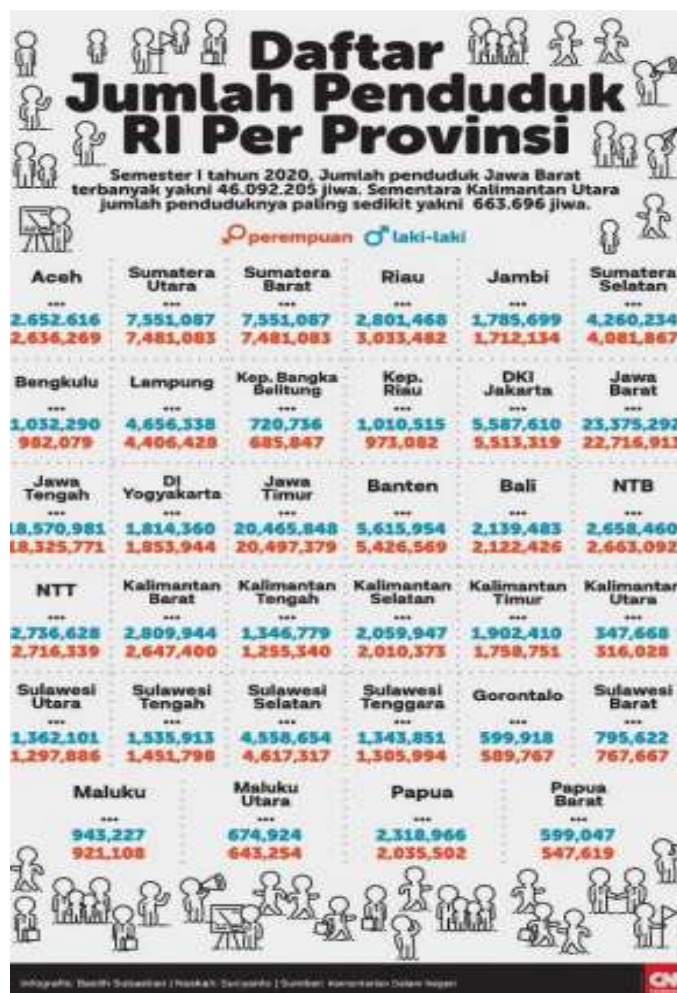 Daftar
Jumlah Penduduk
RI Per Provinsi
Semester I tahun 2020, Jumlah penduduk Jawa Barat
terbanyak yakni 46.092.205 jiwa. Sementara Kalimantan Utara
jumlah penduduknya paling sedikit yakni 663.696 jiwa.
perempuan laki-laki
Aceh
...
2.652.616
2,636,269
Sumatera
Utara
...
7,551,087
7,481,083
Sumatera
Barat
...
7,551,087
7,481,083
Riau
...
2,801,468
3,033,482
Jambi
...
1,785,699
1,712,134
Sumatera
Selatan
...
4,260,234
4,081,867
Bengkulu
...
1,032,290
982,079
Lampung
...
4,656,338
4,406,428
Kep. Bangka
Belitung
...
720,736
685,847
Kep.
Riau
...
1,010,515
973,082
DKI
Jakarta
...
5,587,610
5,513,319
Jawa
Barat
...
23,375,292
22,716,913
Jawa
Tengah
...
18,570,981
18,325,771
DI
Yogyakarta
...
1,814,360
1,853,944
Jawa
Timur
...
20,465,848
20,497,379
Banten
...
5,615,954
5,426,569
Bali
...
2,139,483
2,122,426
NTB
...
2,658,460
2,663,092
NTT
...
2,736,628
2,716,339
Kalimantan
Barat
...
2,809,944
2,647,400
Kalimantan
Tengah
...
1,346,779
1,255,340
Kalimantan
Selatan
...
2,059,947
2,010,373
Kalimantan
Timur
...
1,902,410
1,758,751
Kalimantan
Utara
...
347,668
316,028
Sulawesi
Utara
...
1,362,101
1,297,886
Sulawesi
Tengah
...
1,535,913
1,451,798
Sulawesi
Selatan
...
4,558,654
4,617,317
Sulawesi
Tenggara
...
1,343,851
1,305,994
Gorontalo
...
599,918
589,767
Sulawesi
Barat
...
795,622
767,667
Maluku
...
943,227
921,108
Maluku
Utara
...
674,924
643,254
Papua
...
2,318,966
2,035,502
Papua
Barat
...
599,047
547,619
Infografis: | Naskah: | Sumber: Kementerian Dalam Negeri
CN